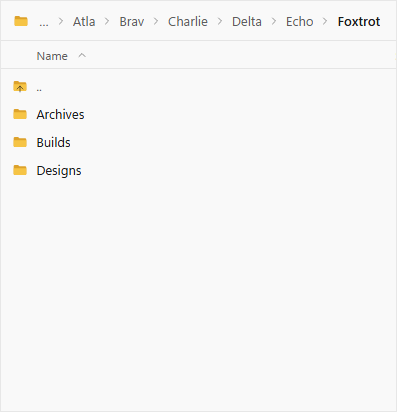 ... Atla Brav Charlie Delta Echo Foxtrot
Name
..
Archives
Builds
Designs